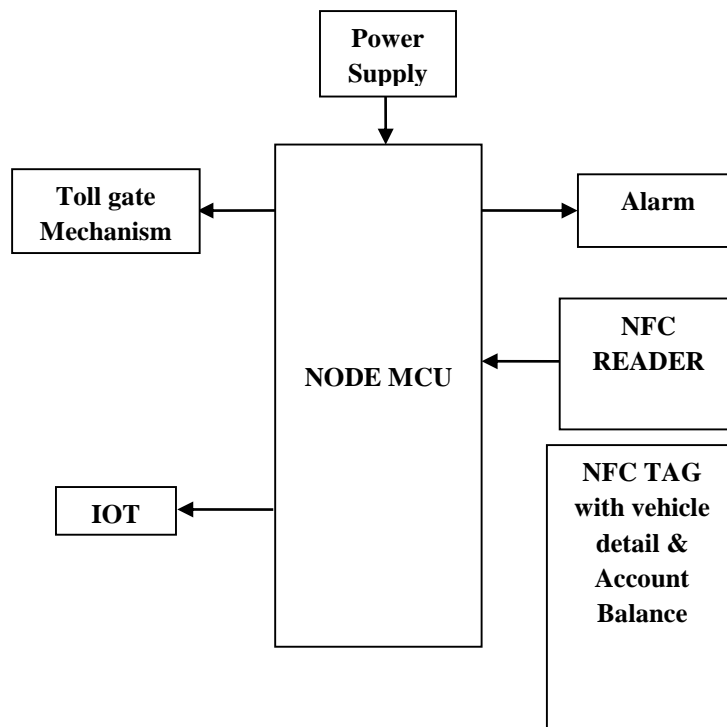 Power
Supply
Toll gate
Mechanism
Alarm
NFC
READER
NODE MCU
NFC TAG
with vehicle
detail &
Account
Balance
IOT